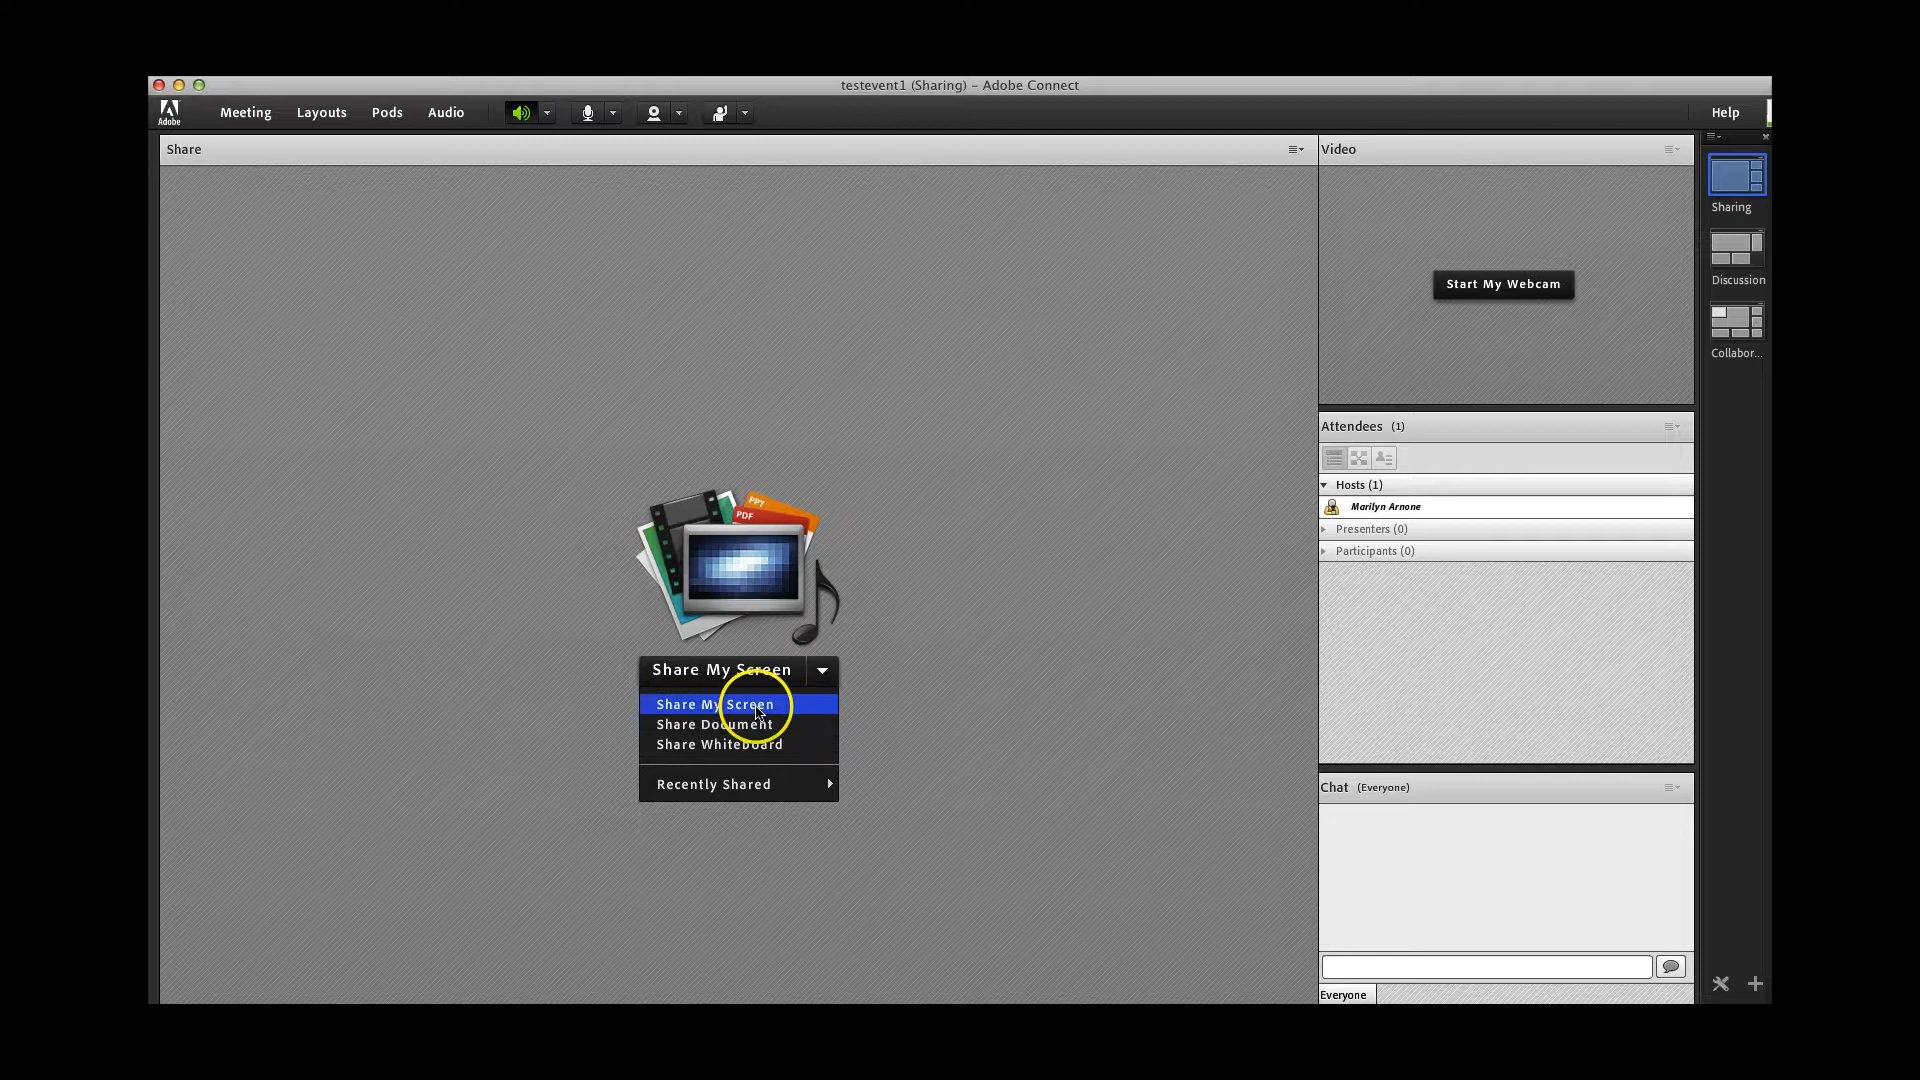 testevent1 (Sharing) – Adobe Connect
Adobe
Meeting Layouts Pods Audio Help
Share
Video
Sharing
Start My Webcam
Discussion
Collabor...
Attendees (1)
Hosts (1)
Marilyn Arnone
Presenters (0)
Participants (0)
PPT
PDF
Share My Screen
Share My Screen
Share Document
Share Whiteboard
Recently Shared
Chat (Everyone)
Everyone